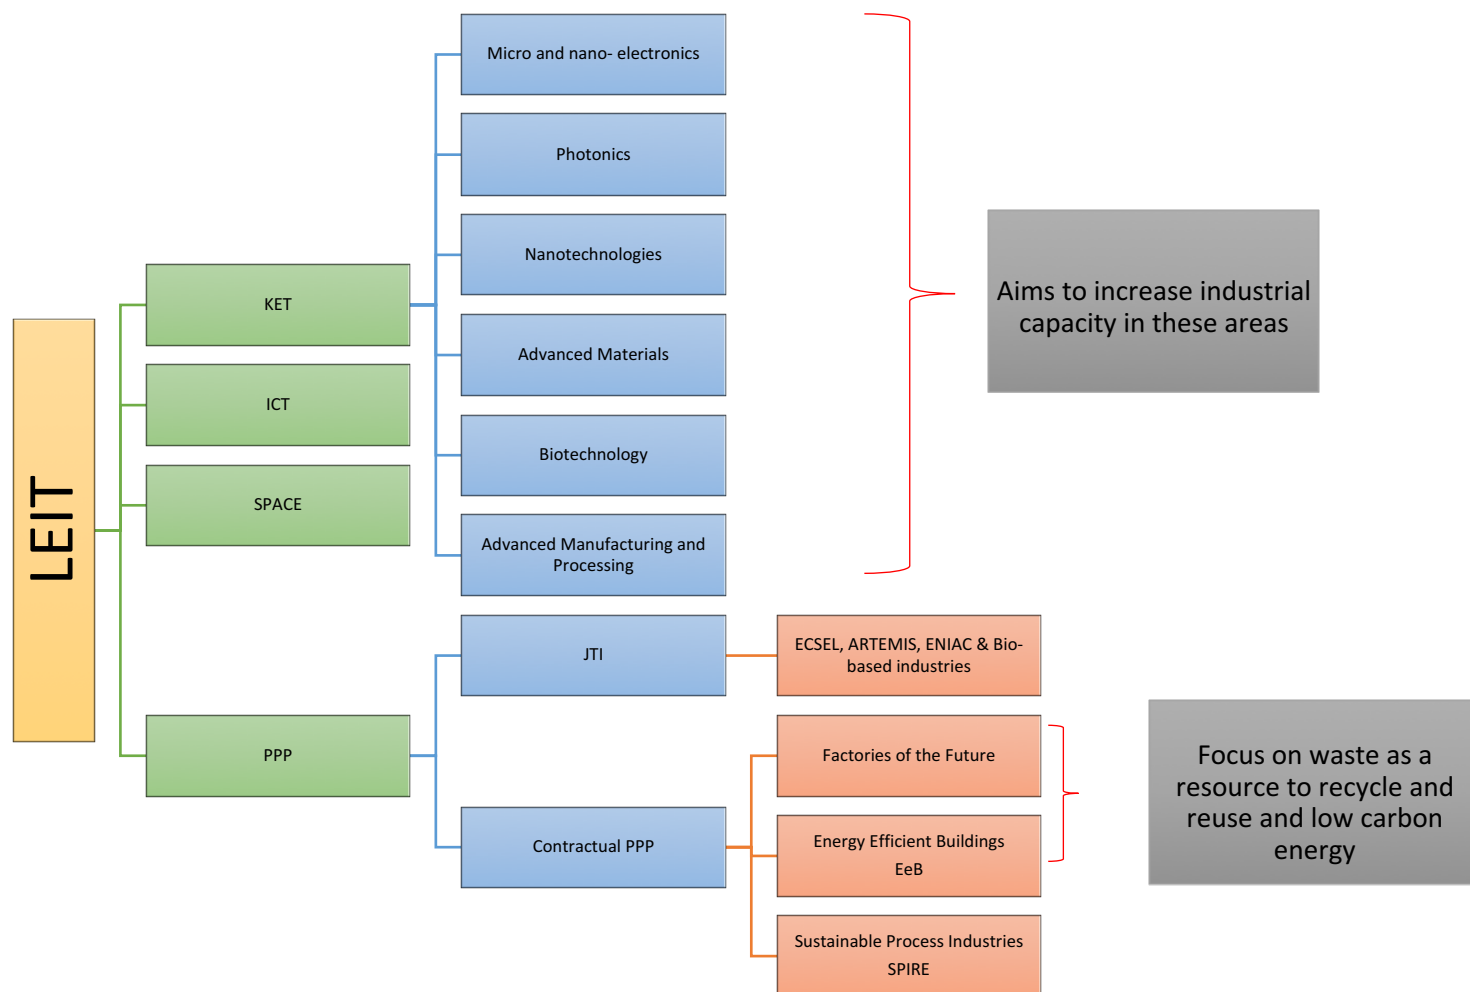 LEIT
KET
ICT
SPACE
PPP
Micro and nano- electronics
Photonics
Nanotechnologies
Advanced Materials
Biotechnology
Advanced Manufacturing and
Processing
JTI
Contractual PPP
ECSEL, ARTEMIS, ENIAC & Bio-
based industries
Factories of the Future
Energy Efficient Buildings
EeB
Sustainable Process Industries
SPIRE
Aims to increase industrial
capacity in these areas
Focus on waste as a
resource to recycle and
reuse and low carbon
energy